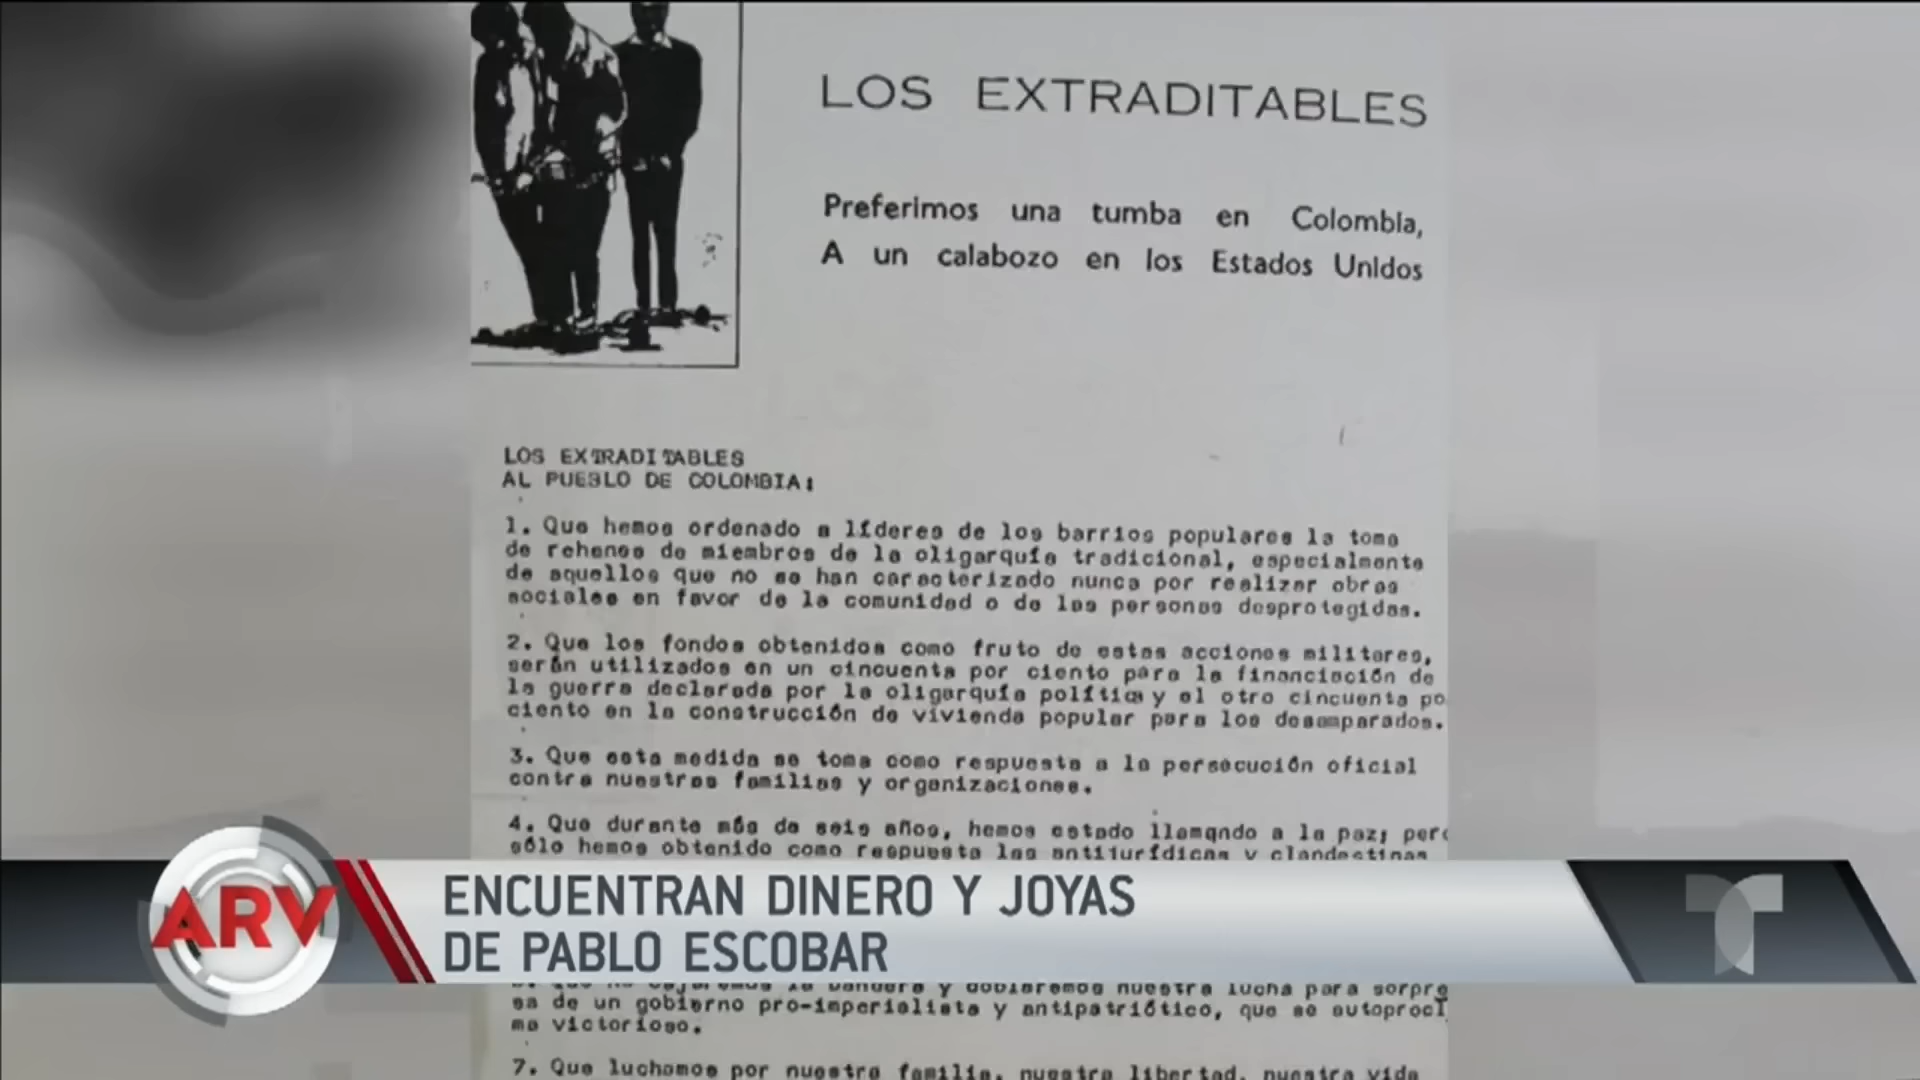 LOS EXTRADITABLES
Preferimos una tumba en Colombia,
A un calabozo en los Estados Unidos
LOS EXTRADITABLES
AL PUEBLO DE COLOMBIA:
1. Que hemos ordenado a líderes de los barrios populares la toma
de rehenes de miembros de la oligarquía tradicional, especialmente
de aquellos que no se han caracterizado nunca por realizar obras
sociales en favor de la comunidad o de las personas desprotegidas.
2. Que los fondos obtenidos como fruto de estas acciones militares,
serán utilizados en un cincuenta por ciento para la financiación de
la guerra declarada por la oligarquía política y el otro cincuenta po
ciento en la construcción de vivienda popular para los desamparados.
3. Que esta medida se toma como respuesta a la persecución oficial
contra nuestras familias y organizaciones.
4. Que durante más de seis años, hemos estado llamando a la paz; pero
sólo hemos obtenido como respuesta las antijurídicas y clandestinas
ARV
ENCUENTRAN DINERO Y JOYAS
DE PABLO ESCOBAR
T
bandera y doblaremos nuestra lucha para sorpre
sa de un gobierno pro-imperialista y antipatriótico, que se autoprocl
ma victorioso.
7. Que luchamos por nuestra familia, nuestra libertad, nuestra vida